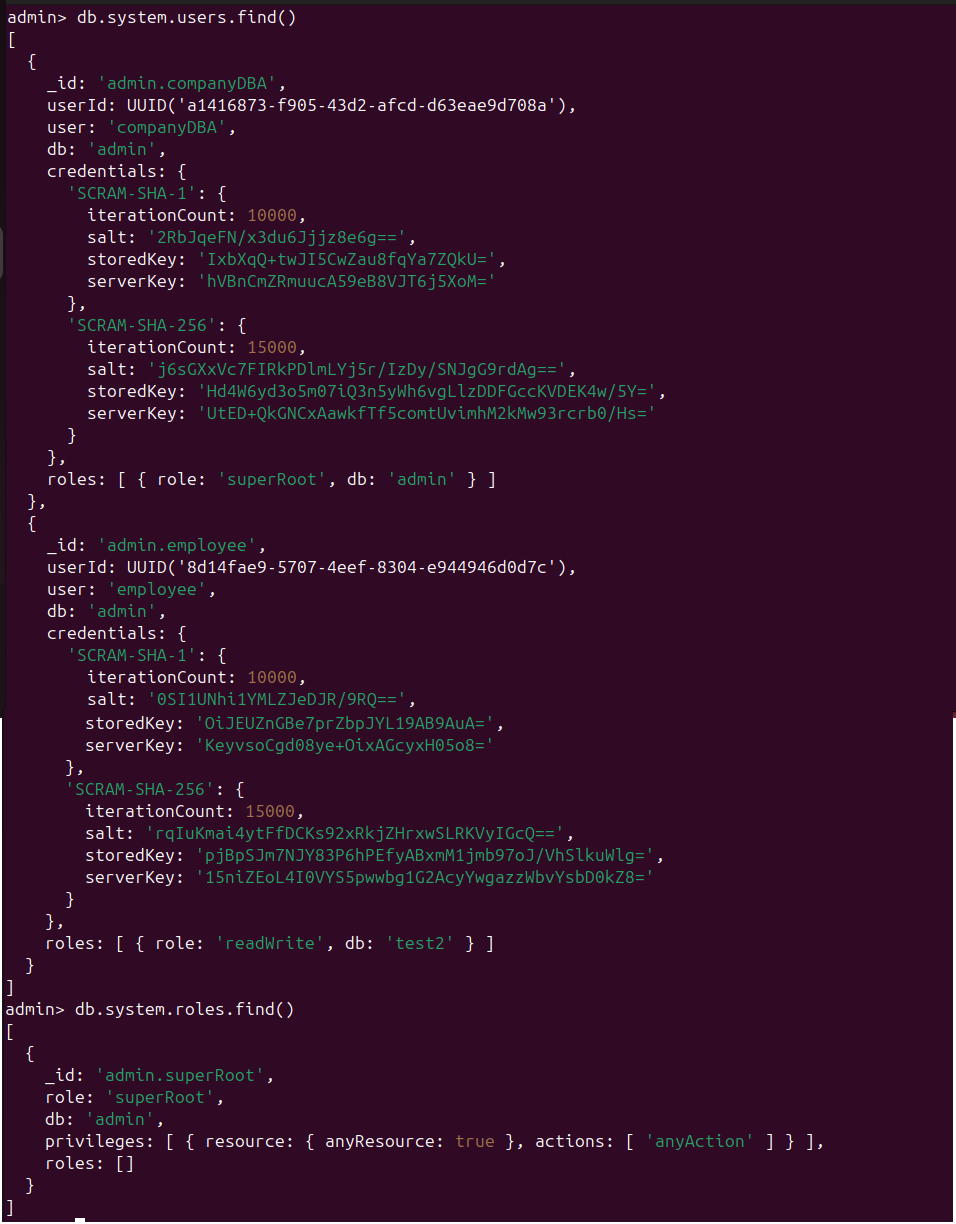 admin> db.system.users.find()
[
  {
    _id: 'admin.companyDBA',
    userId: UUID('a1416873-f905-43d2-afcd-d63eae9d708a'),
    user: 'companyDBA',
    db: 'admin',
    credentials: {
      'SCRAM-SHA-1': {
        iterationCount: 10000,
        salt: '2RbJqeFN/x3du6Jjjz8e6g==',
        storedKey: 'IxbXqQ+twJI5CwZau8fqYa7ZQkU=',
        serverKey: 'hVBnCmZRmuucA59eB8VJT6j5XoM='
      },
      'SCRAM-SHA-256': {
        iterationCount: 15000,
        salt: 'j6sGXxVc7FIRkPDlmLYj5r/IzDy/SNJgG9rdAg==',
        storedKey: 'Hd4W6yd3o5m07iQ3n5yWh6vgLlzDDFGccKVDEK4w/5Y=',
        serverKey: 'UtED+QkGNCxAawkfTf5comtUvimhM2kMw93rcrb0/Hs='
      }
    },
    roles: [ { role: 'superRoot', db: 'admin' } ]
  },
  {
    _id: 'admin.employee',
    userId: UUID('8d14fae9-5707-4eef-8304-e944946d0d7c'),
    user: 'employee',
    db: 'admin',
    credentials: {
      'SCRAM-SHA-1': {
        iterationCount: 10000,
        salt: '0SI1UNhi1YMLZJeDJR/9RQ==',
        storedKey: 'OiJEUZnGBe7prZbpJYL19AB9AuA=',
        serverKey: 'KeyvsoCgd08ye+OixAGcyxH05o8='
      },
      'SCRAM-SHA-256': {
        iterationCount: 15000,
        salt: 'rqIuKmai4ytFfDCKs92xRkjZHrxwSLRKVyIGcQ==',
        storedKey: 'pjBpSJm7NJY83P6hPEfyABxmM1jmb97oJ/VhSlkuWlg=',
        serverKey: '15niZEoL4I0VYS5pwwbg1G2AcyYwgazzWbvYsbD0kZ8='
      }
    },
    roles: [ { role: 'readWrite', db: 'test2' } ]
  }
]
admin> db.system.roles.find()
[
  {
    _id: 'admin.superRoot',
    role: 'superRoot',
    db: 'admin',
    privileges: [ { resource: { anyResource: true }, actions: [ 'anyAction' ] } ],
    roles: []
  }
]